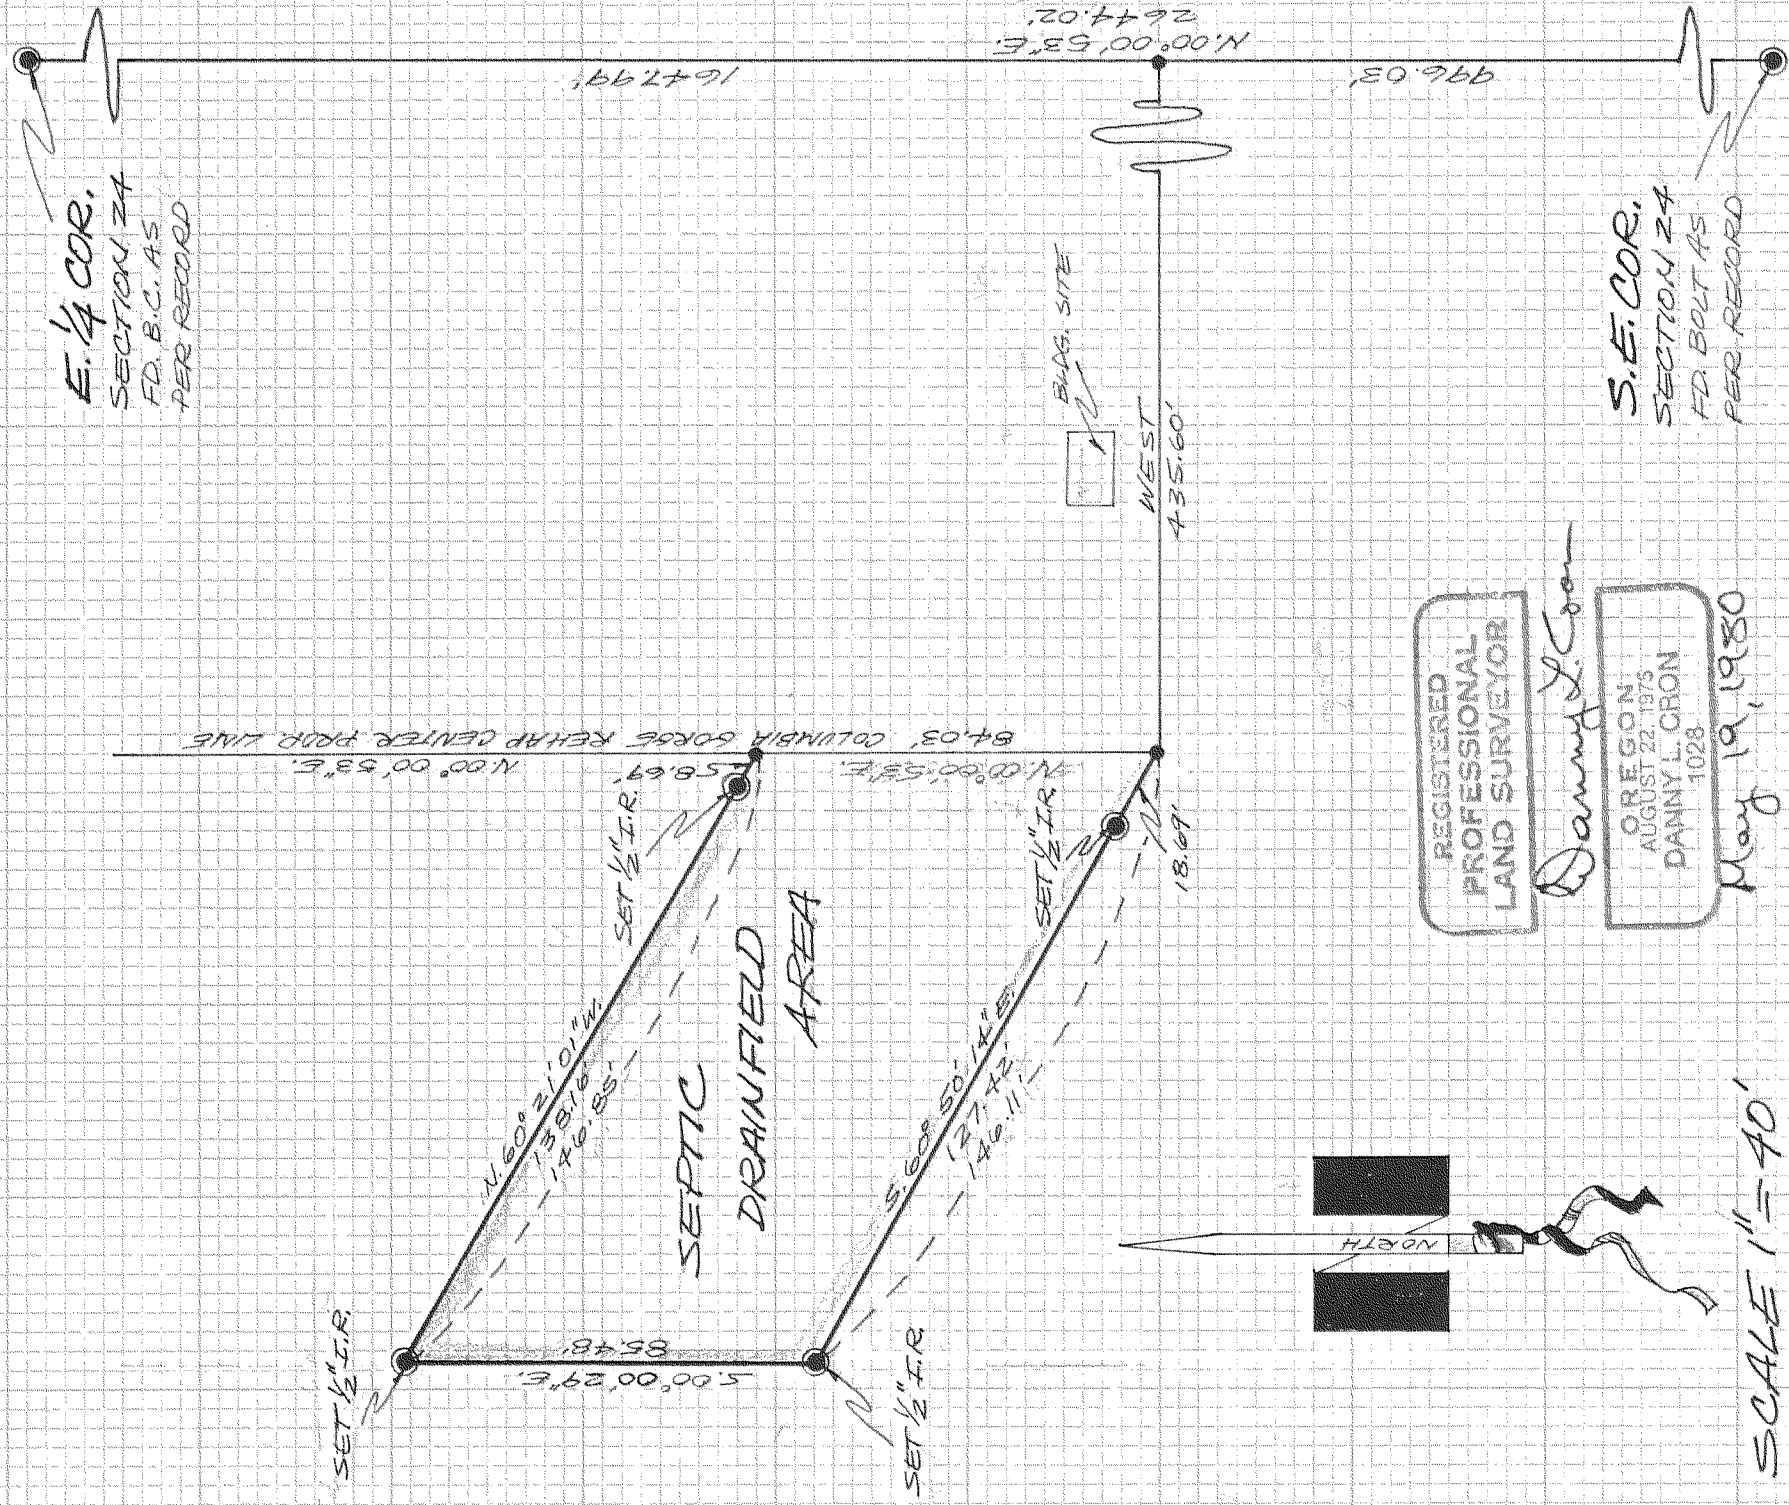 E. 1/4 COR.
SECTION 24
FD. B.C. AS
PER RECORD
1647.99'
N.00°00'53"E.
2644.02'
996.03'
S.E. COR.
SECTION 24
FD. BOLT AS
PER RECORD
BLDG. SITE
WEST
435.60'
COLUMBIA GORGE REHAB CENTER PROP. LINE
N.00°00'53"E.
84.03'
N.00°00'53"E.
8.69'
SET 1/2" I.R.
N.60°21'01"W.
138.16'
146.85'
SEPTIC
DRAINFIELD
AREA
SET 1/2" I.R.
18.69'
S.60°50'14"E.
127.42'
146.11'
SET 1/2" I.R.
85.48'
S.00°00'29"E.
SET 1/2" I.R.
REGISTERED
PROFESSIONAL
LAND SURVEYOR
Danny L. Cron
OREGON
AUGUST 22, 1975
DANNY L. CRON
1028
May 19, 1980
NORTH
SCALE 1"=40'